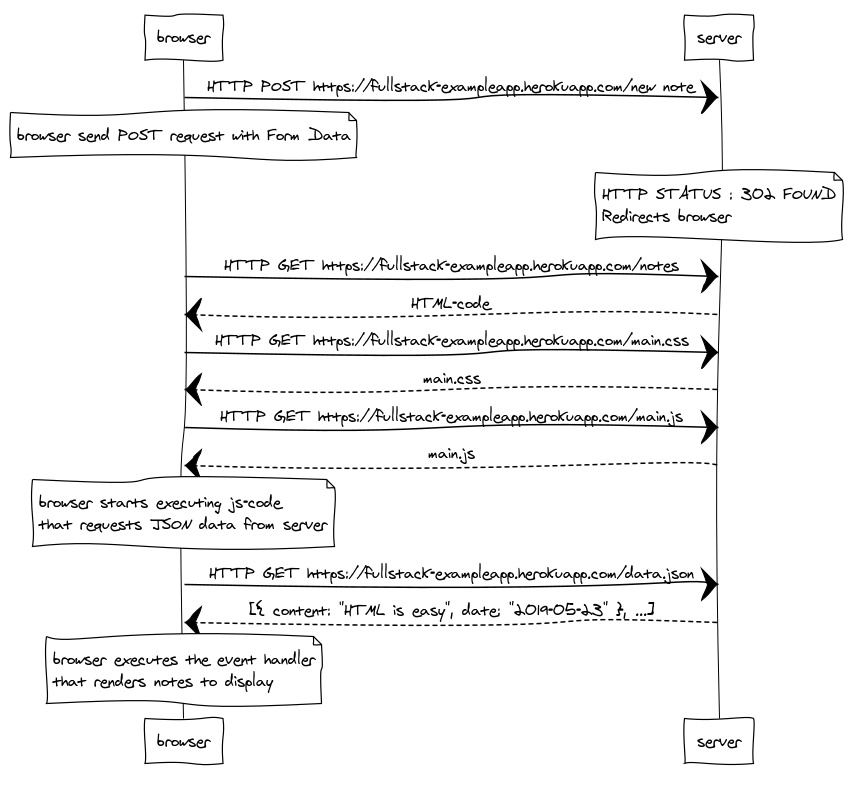 browser
server
HTTP POST https://fullstack-exampleapp.herokuapp.com/new note
browser send POST request with Form Data
HTTP STATUS : 302 FOUND
Redirects browser
HTTP GET https://fullstack-exampleapp.herokuapp.com/notes
HTML-code
HTTP GET https://fullstack-exampleapp.herokuapp.com/main.css
main.css
HTTP GET https://fullstack-exampleapp.herokuapp.com/main.js
main.js
browser starts executing js-code
that requests JSON data from server
HTTP GET https://fullstack-exampleapp.herokuapp.com/data.json
[{ content: "HTML is easy", date: "2019-05-23" }, ...]
browser executes the event handler
that renders notes to display
browser
server